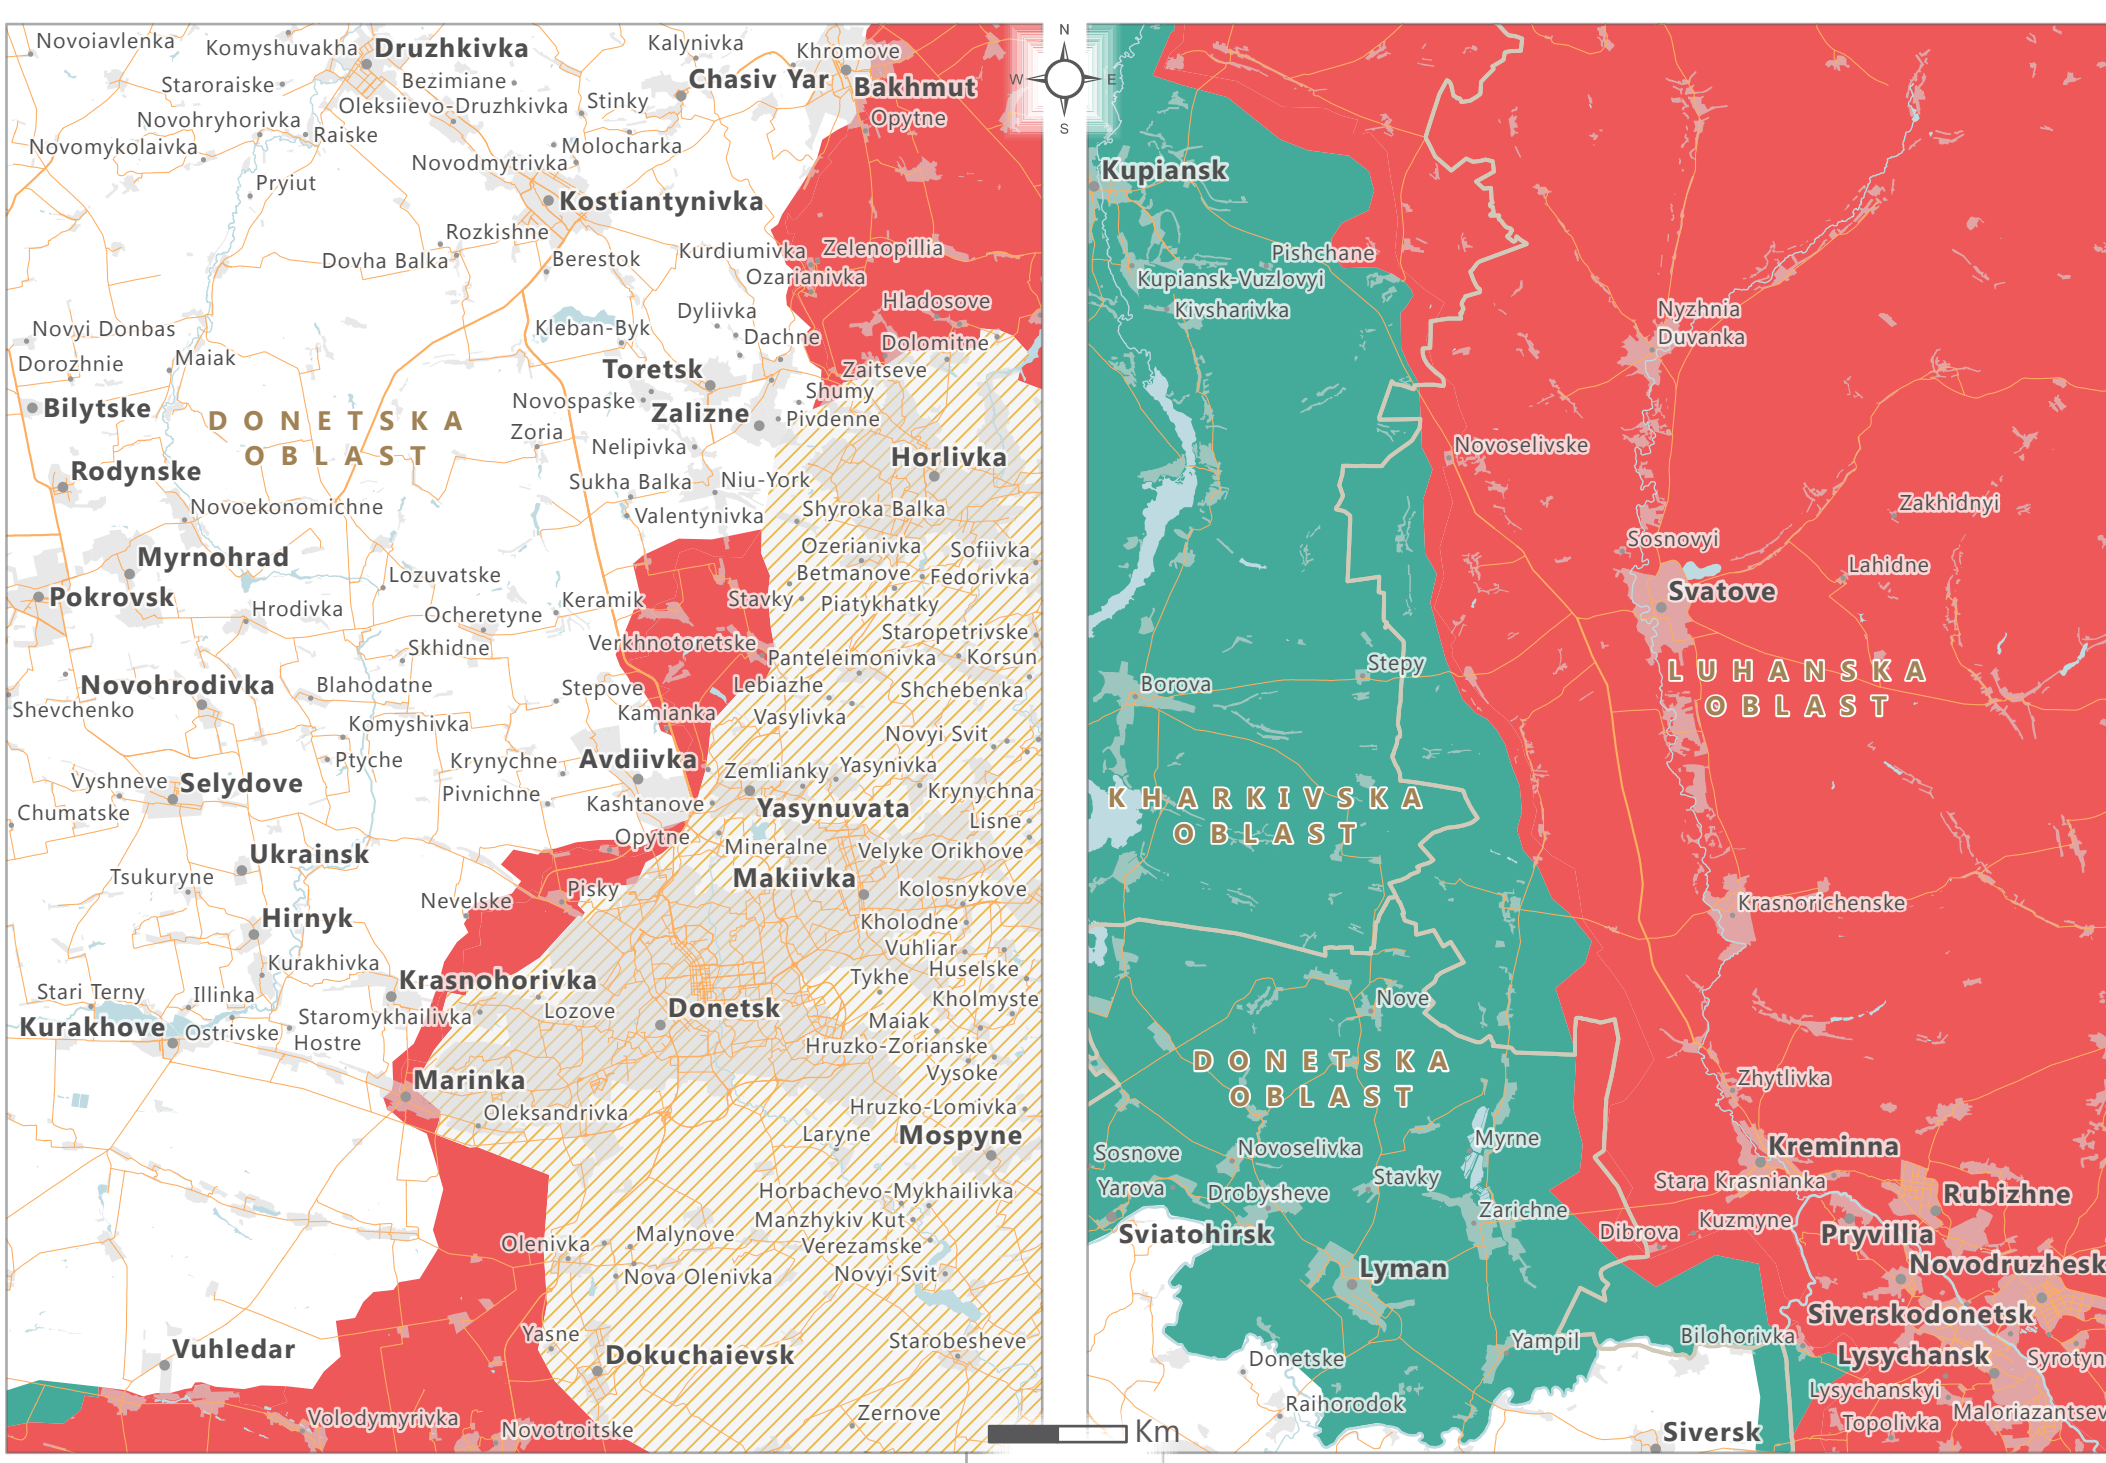 Novoiavlenka
Komyshuvakha
Druzhkivka
Kalynivka
Khromove
Staroraiske
Bezimiane
Chasiv Yar
Bakhmut
Oleksiievo-Druzhkivka
Stinky
Novohryhorivka
Raiske
Opytne
Novomykolaivka
Novodmytrivka
Molocharka
Pryiut
Kostiantynivka
Rozkishne
Dovha Balka
Berestok
Kurdiumivka
Zelenopillia
Ozarianivka
Hladosove
Novyi Donbas
Kleban-Byk
Dyliivka
Dachne
Dolomitne
Dorozhnie
Maiak
Toretsk
Zaitseve
Shumy
Bilytske
DONETSKA
OBLAST
Novospaske
Zalizne
Pivdenne
Zoria
Nelipivka
Horlivka
Rodynske
Sukha Balka
Niu-York
Novoekonomichne
Valentynivka
Shyroka Balka
Myrnohrad
Ozerianivka
Sofiivka
Lozuvatske
Betmanove
Fedorivka
Pokrovsk
Hrodivka
Ocheretyne
Keramik
Stavky
Piatykhatky
Skhidne
Verkhnotoretske
Staropetrivske
Panteleimonivka
Korsun
Novohrodivka
Blahodatne
Stepove
Lebiazhe
Shchebenka
Shevchenko
Komyshivka
Kamianka
Vasylivka
Novyi Svit
Ptyche
Krynychne
Avdiivka
Zemlianky
Yasynivka
Vyshneve
Selydove
Pivnichne
Kashtanove
Yasynuvata
Krynychna
Chumatske
Lisne
Opytne
Mineralne
Velyke Orikhove
Ukrainsk
Tsukuryne
Makiivka
Kolosnykove
Nevelske
Pisky
Hirnyk
Kholodne
Vuhliar
Kurakhivka
Krasnohorivka
Tykhe
Huselske
Stari Terny
Illinka
Lozove
Donetsk
Kholmyste
Kurakhove
Ostrivske
Staromykhailivka
Hostre
Maiak
Hruzko-Zorianske
Vysoke
Marinka
Oleksandrivka
Hruzko-Lomivka
Laryne
Mospyne
Horbachevo-Mykhailivka
Manzhykiv Kut
Olenivka
Malynove
Verezamske
Nova Olenivka
Novyi Svit
Yasne
Starobesheve
Vuhledar
Dokuchaievsk
Volodymyrivka
Novotroitske
Zernove
N
W
E
S
Km
Kupiansk
Pishchane
Kupiansk-Vuzlovyi
Kivsharivka
Nyzhnia
Duvanka
Novoselivske
Zakhidnyi
Sosnovyi
Lahidne
Svatove
Stepy
LUHANSKA
OBLAST
Borova
KHARKIVSKA
OBLAST
Krasnorichenske
Nove
DONETSKA
OBLAST
Zhytlivka
Sosnove
Novoselivka
Myrne
Kreminna
Yarova
Drobysheve
Stavky
Stara Krasnianka
Rubizhne
Sviatohirsk
Zarichne
Dibrova
Kuzmyne
Pryvillia
Lyman
Novodruzhesk
Siverskodonetsk
Yampil
Bilohorivka
Donetske
Lysychansk
Syrotyn
Raihorodok
Lysychanskyi
Siversk
Topolivka
Maloriazantsev